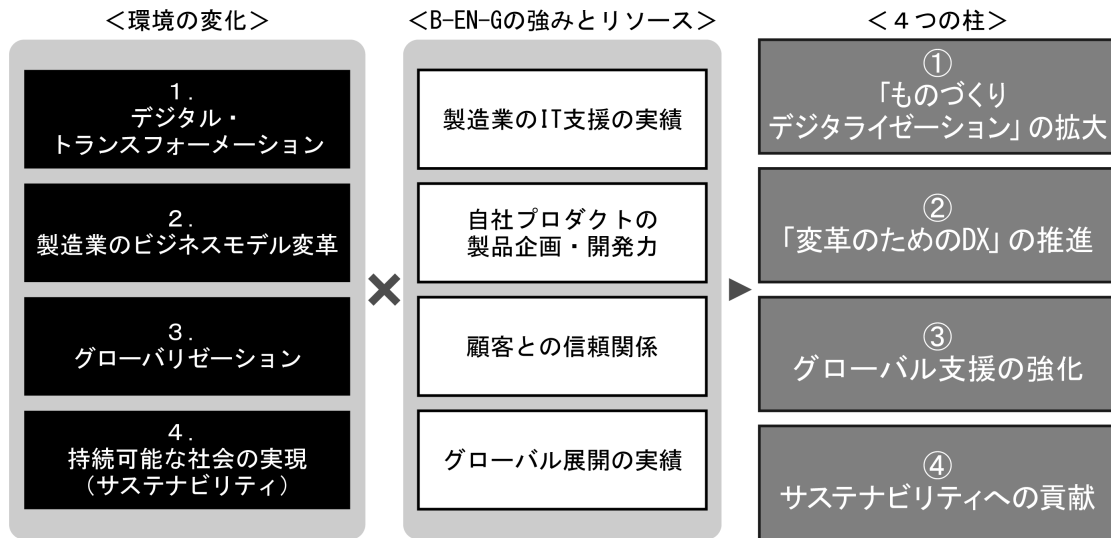 ＜環境の変化＞
1.
デジタル・
トランスフォーメーション
2.
製造業のビジネスモデル変革
3.
グローバリゼーション
4.
持続可能な社会の実現
（サステナビリティ）
×
＜B-EN-Gの強みとリソース＞
製造業のIT支援の実績
自社プロダクトの
製品企画・開発力
顧客との信頼関係
グローバル展開の実績
＜４つの柱＞
①
「ものづくり
デジタライゼーション」の拡大
②
「変革のためのDX」の推進
③
グローバル支援の強化
④
サステナビリティへの貢献